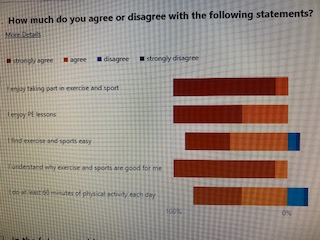 How much do you agree or disagree with the following statements?
More Details
strongly agree agree disagree strongly disagree
I enjoy taking part in exercise and sport
I enjoy PE lessons
I find exercise and sports easy
I understand why exercise and sports are good for me
I do at least 60 minutes of physical activity each day
100% 0%